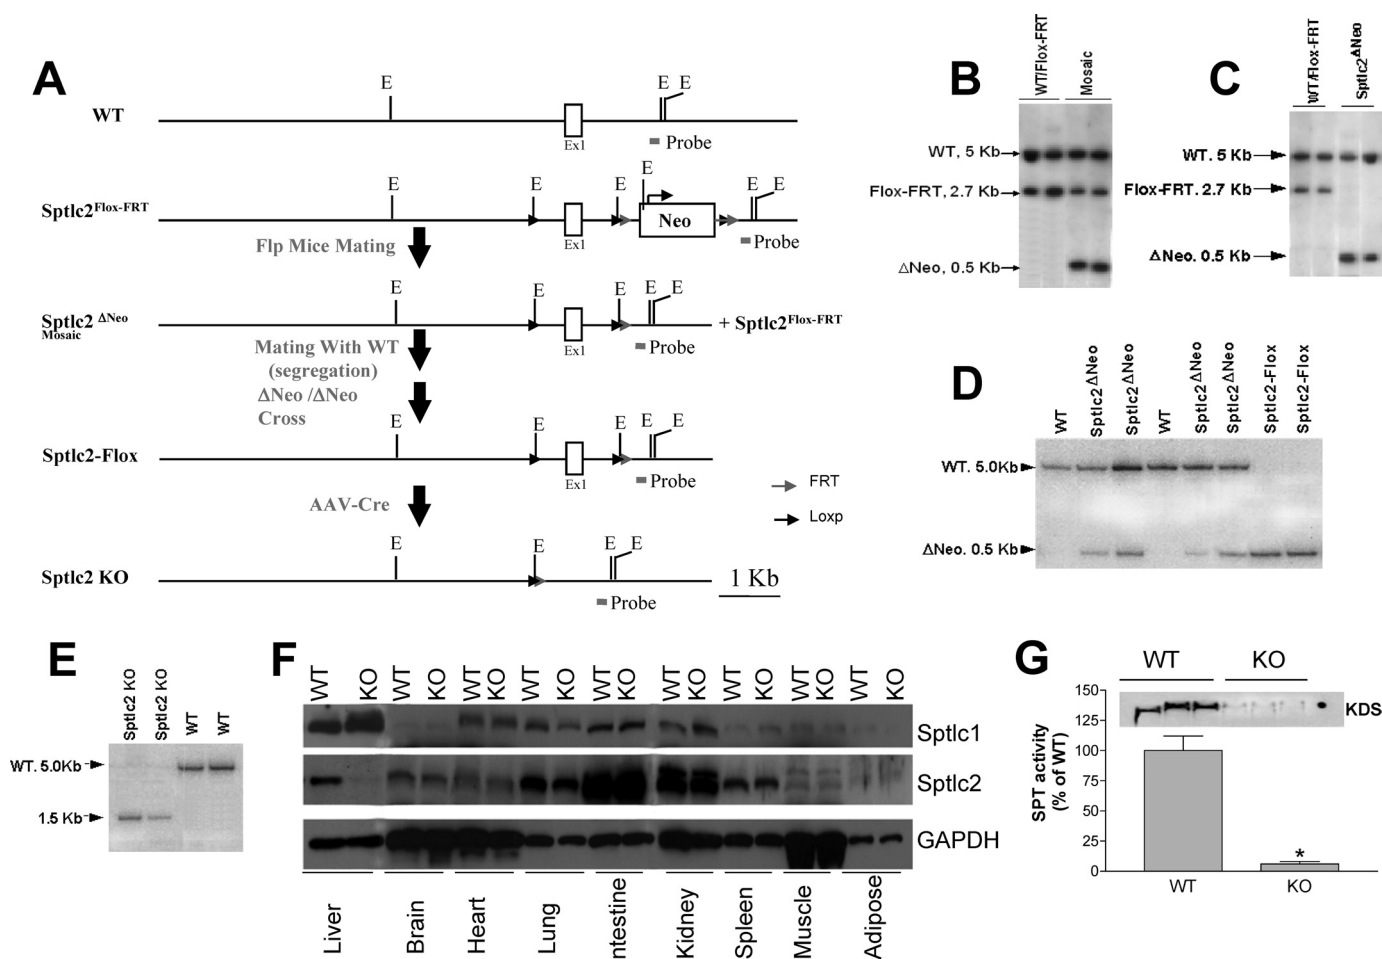 A
WT
E
E
E
Ex1
Probe
Sptlc2Flox-FRT
E
E
E
E
E
E
Ex1
Neo
Probe
Flp Mice Mating
Sptlc2 ΔNeo
Mosaic
E
E
E
E
E
Ex1
Probe
+ Sptlc2Flox-FRT
Mating With WT
(segregation)
ΔNeo /ΔNeo
Cross
Sptlc2-Flox
E
E
E
E
E
Ex1
Probe
AAV-Cre
FRT
Loxp
Sptlc2 KO
E
E
E
E
Probe
1 Kb
B
WT/Flox-FRT
Mosaic
WT, 5 Kb
Flox-FRT, 2.7 Kb
ΔNeo, 0.5 Kb
C
WT/Flox-FRT
Sptlc2ΔNeo
WT. 5 Kb
Flox-FRT. 2.7 Kb
ΔNeo. 0.5 Kb
D
WT
Sptlc2ΔNeo
Sptlc2ΔNeo
WT
Sptlc2ΔNeo
Sptlc2ΔNeo
Sptlc2-Flox
Sptlc2-Flox
WT. 5.0Kb
ΔNeo. 0.5 Kb
E
Sptlc2 KO
Sptlc2 KO
WT
WT
WT. 5.0Kb
1.5 Kb
F
WT
KO
WT
KO
WT
KO
WT
KO
WT
KO
WT
KO
WT
KO
WT
KO
WT
KO
Sptlc1
Sptlc2
GAPDH
Liver
Brain
Heart
Lung
ntestine
Kidney
Spleen
Muscle
Adipose
G
WT
KO
KDS
SPT activity
(% of WT)
150
125
100
75
50
25
0
*
WT
KO